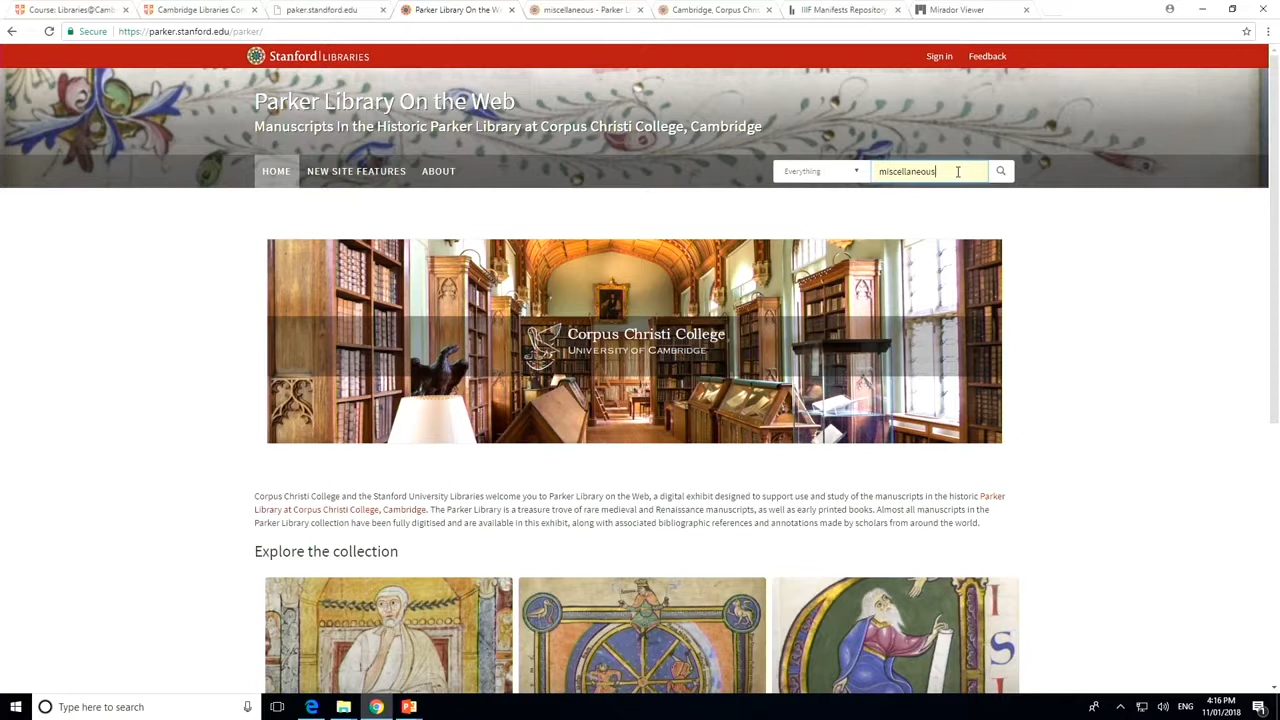 Course: Libraries@Camb
Cambridge Libraries Cor
paker.standford.edu
Parker Library On the W
miscellaneous - Parker L
Cambridge, Corpus Chri
IIIF Manifests Repository
Mirador Viewer
Secure https://parker.stanford.edu/parker/
Stanford LIBRARIES
Sign in Feedback
Parker Library On the Web
Manuscripts In the Historic Parker Library at Corpus Christi College, Cambridge
HOME NEW SITE FEATURES ABOUT
Everything miscellaneous
Corpus Christi College
UNIVERSITY OF CAMBRIDGE
Corpus Christi College and the Stanford University Libraries welcome you to Parker Library on the Web, a digital exhibit designed to support use and study of the manuscripts in the historic Parker
Library at Corpus Christi College, Cambridge. The Parker Library is a treasure trove of rare medieval and Renaissance manuscripts, as well as early printed books. Almost all manuscripts in the
Parker Library collection have been fully digitised and are available in this exhibit, along with associated bibliographic references and annotations made by scholars from around the world.
Explore the collection
I
S
Type here to search
ENG
4:16 PM
11/01/2018